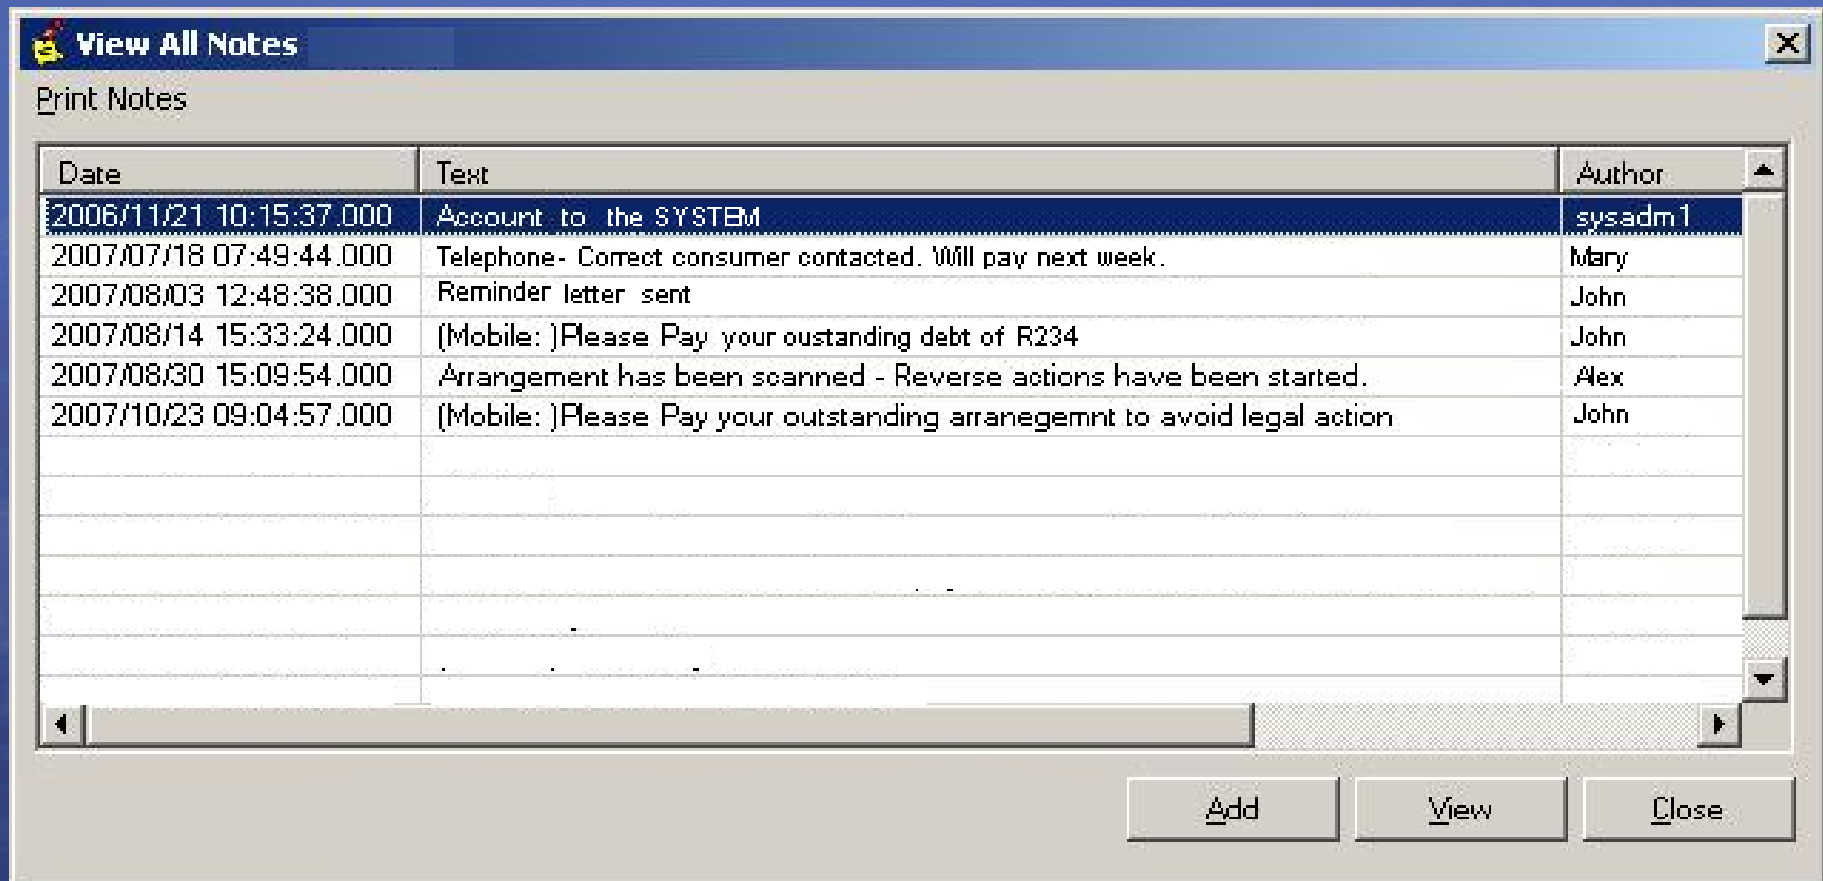 View All Notes
Print Notes
Date Text Author
2006/11/21 10:15:37.000 Account to the SYSTEM sysadm1
2007/07/18 07:49:44.000 Telephone- Correct consumer contacted. Will pay next week. Mary
2007/08/03 12:48:38.000 Reminder letter sent John
2007/08/14 15:33:24.000 (Mobile: )Please Pay your oustanding debt of R234 John
2007/08/30 15:09:54.000 Arrangement has been scanned - Reverse actions have been started. Alex
2007/10/23 09:04:57.000 (Mobile: )Please Pay your outstanding arranegemnt to avoid legal action John
Add View Close